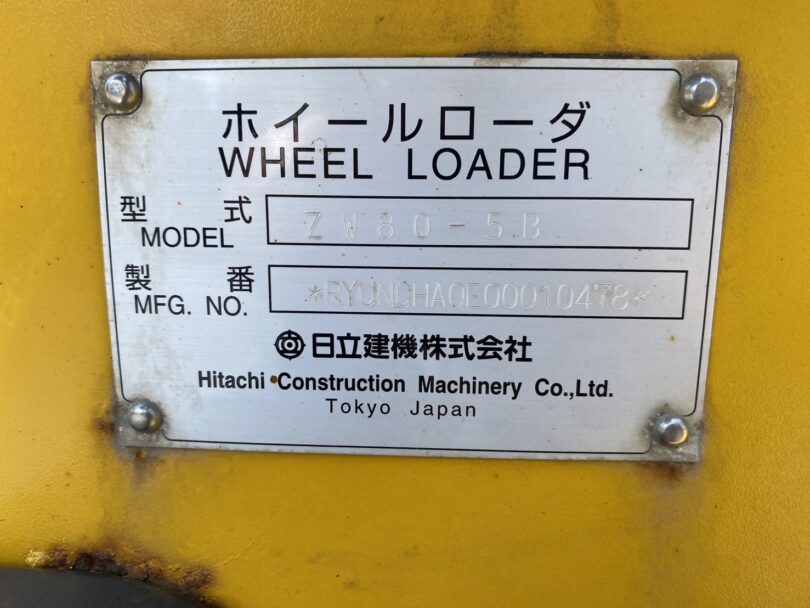 ホイールローダ
WHEEL LOADER
型式 ZW80-5B
MODEL
製番 *RYUNCHA0E00010478*
MFG. NO.
日立建機株式会社
Hitachi Construction Machinery Co.,Ltd.
Tokyo Japan